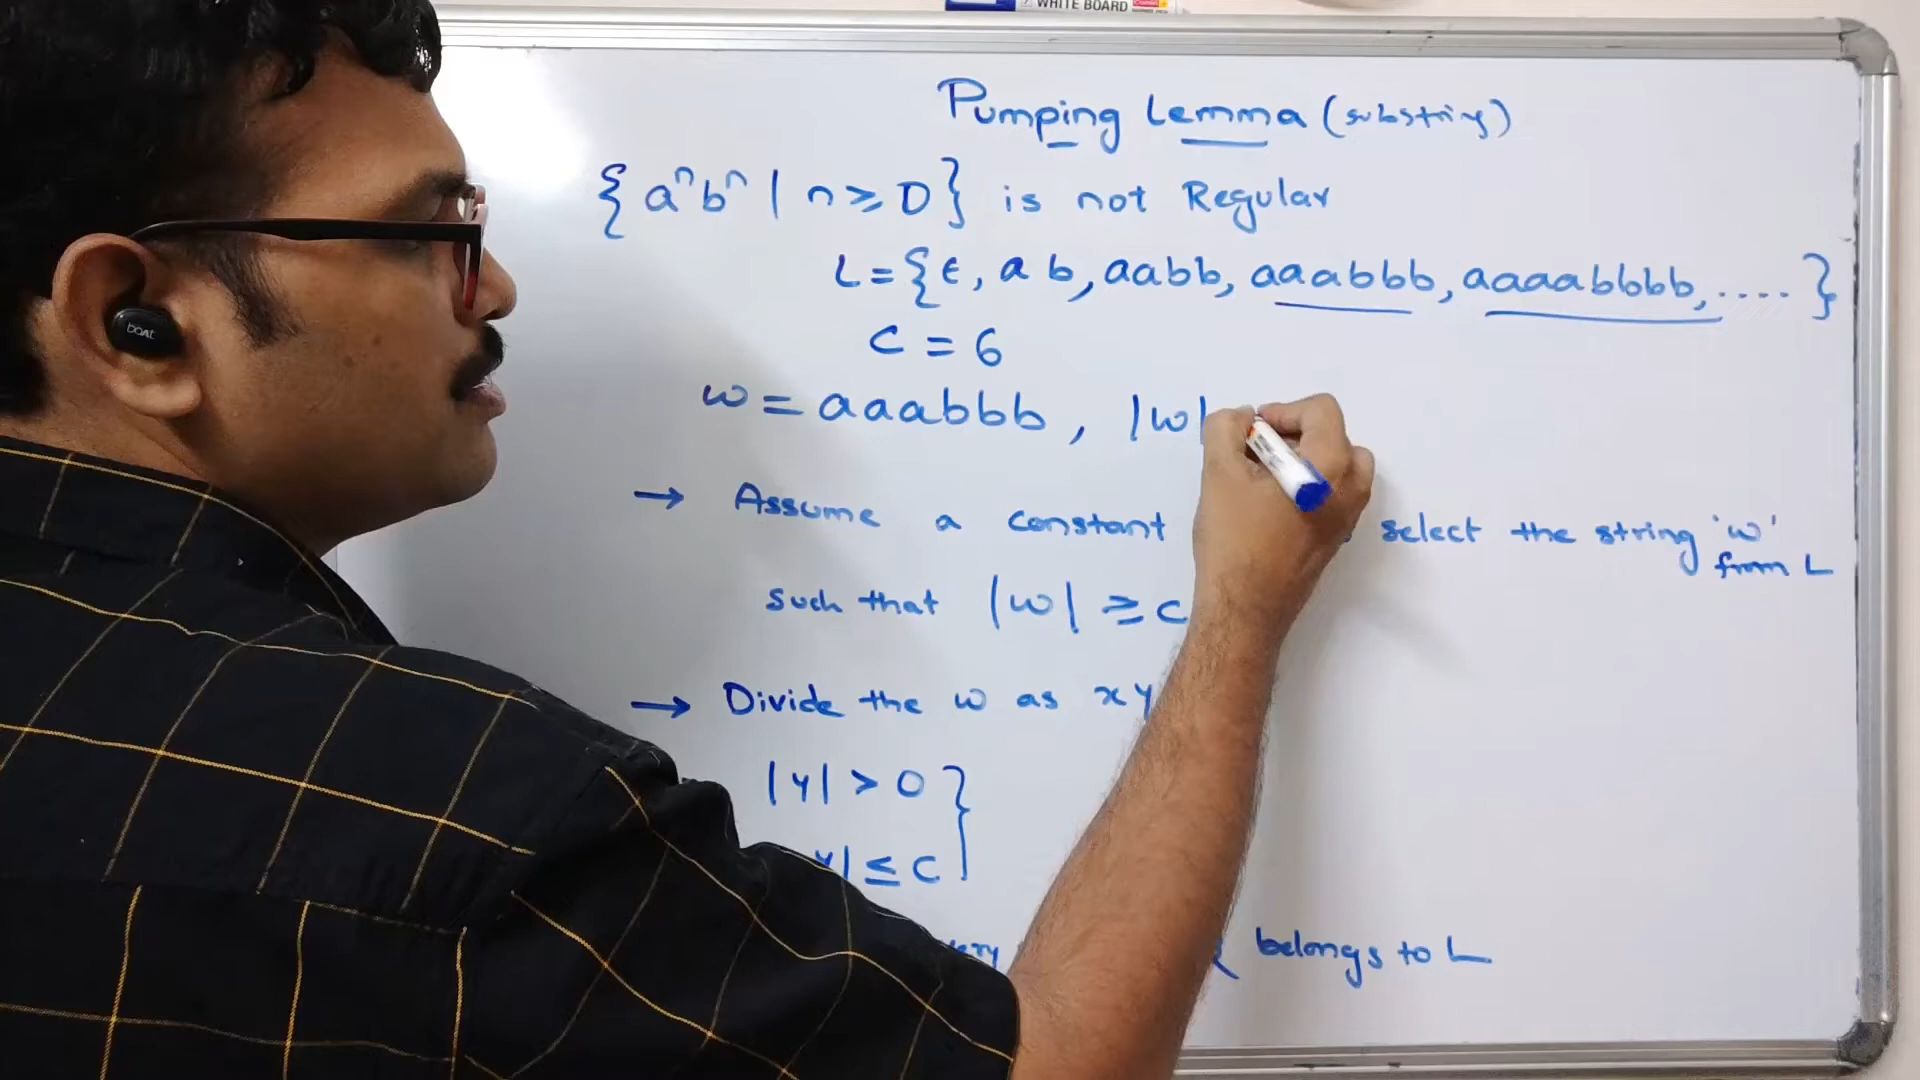 WHITE BOARD
Pumping Lemma (substring)
{ aⁿbⁿ | n ≥ 0 } is not Regular
L = { ϵ, ab, aabb, aaabbb, aaaabbbb, .... }
C = 6
w = aaabbb, |w|
→ Assume a constant select the string 'w'
from L
such that |w| ≥ c
→ Divide the w as xy
|y| > 0 }
y| ≤ c
belongs to L
boAt